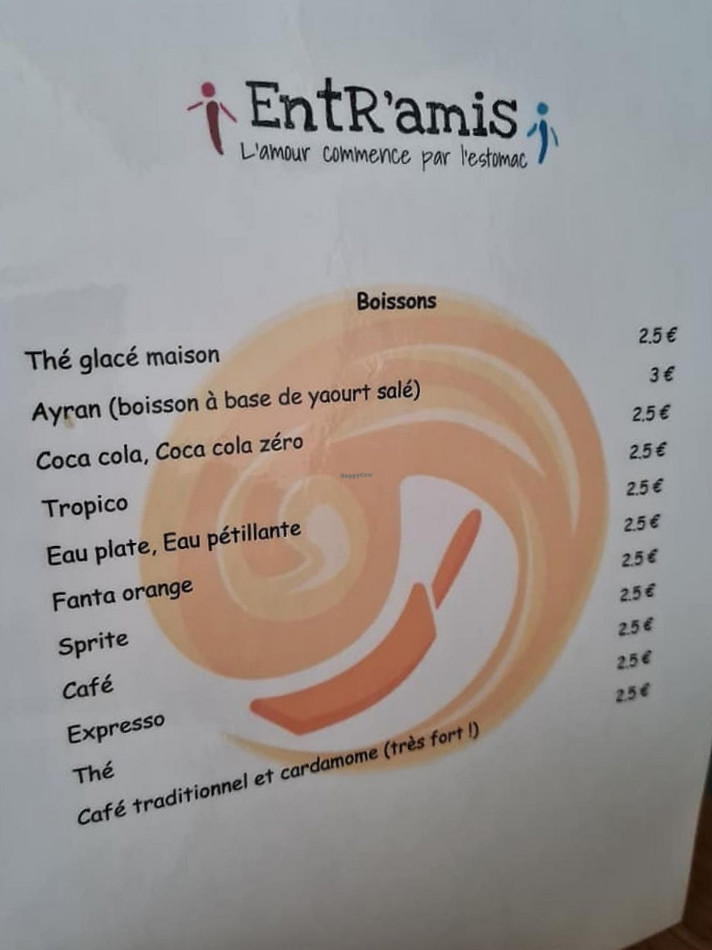 EntR'amis
L'amour commence par l'estomac
Boissons
Thé glacé maison 2.5 €
Ayran (boisson à base de yaourt salé) 3 €
Coca cola, Coca cola zéro 2.5 €
Tropico 2.5 €
Eau plate, Eau pétillante 2.5 €
Fanta orange 2.5 €
Sprite 2.5 €
Café 2.5 €
Expresso 2.5 €
Thé 2.5 €
Café traditionnel et cardamome (très fort !) 2.5 €
HappyCow